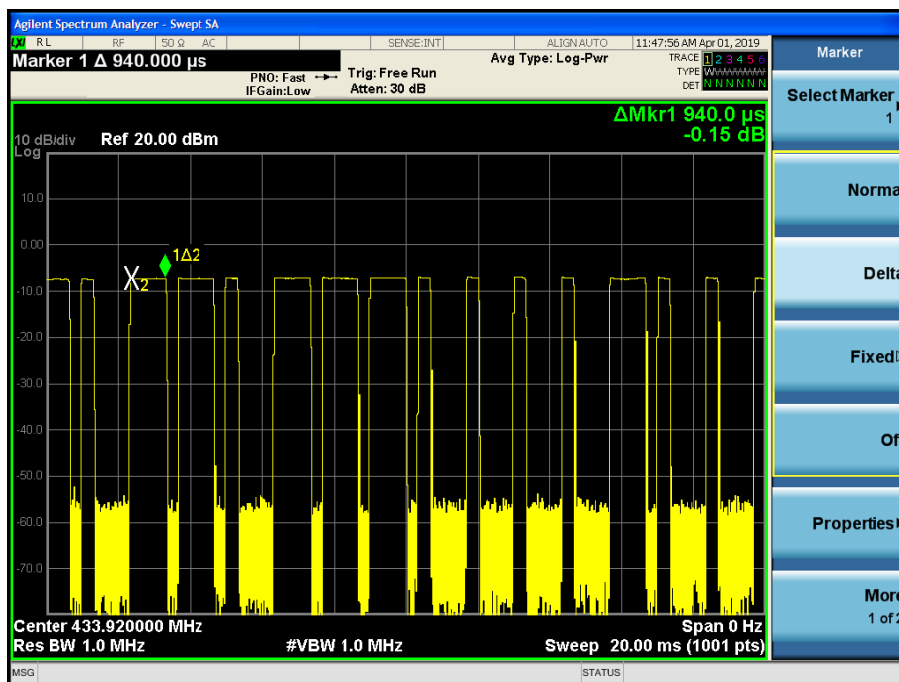 Agilent Spectrum Analyzer - Swept SA
LXI RL RF 50 Ω AC SENSE:INT ALIGN AUTO 11:47:56 AM Apr 01, 2019
Marker 1 Δ 940.000 µs
PNO: Fast
IFGain:Low
Trig: Free Run
Atten: 30 dB
Avg Type: Log-Pwr
TRACE 1 2 3 4 5 6
TYPE W
DET N N N N N N
ΔMkr1 940.0 µs
-0.15 dB
10 dB/div Ref 20.00 dBm
Log
10.0
0.00
-10.0
-20.0
-30.0
-40.0
-50.0
-60.0
-70.0
1Δ2
X2
Center 433.920000 MHz Span 0 Hz
Res BW 1.0 MHz #VBW 1.0 MHz Sweep 20.00 ms (1001 pts)
MSG STATUS
Marker
Select Marker
1
Norma
Delta
Fixed
Of
Properties
More
1 of 2